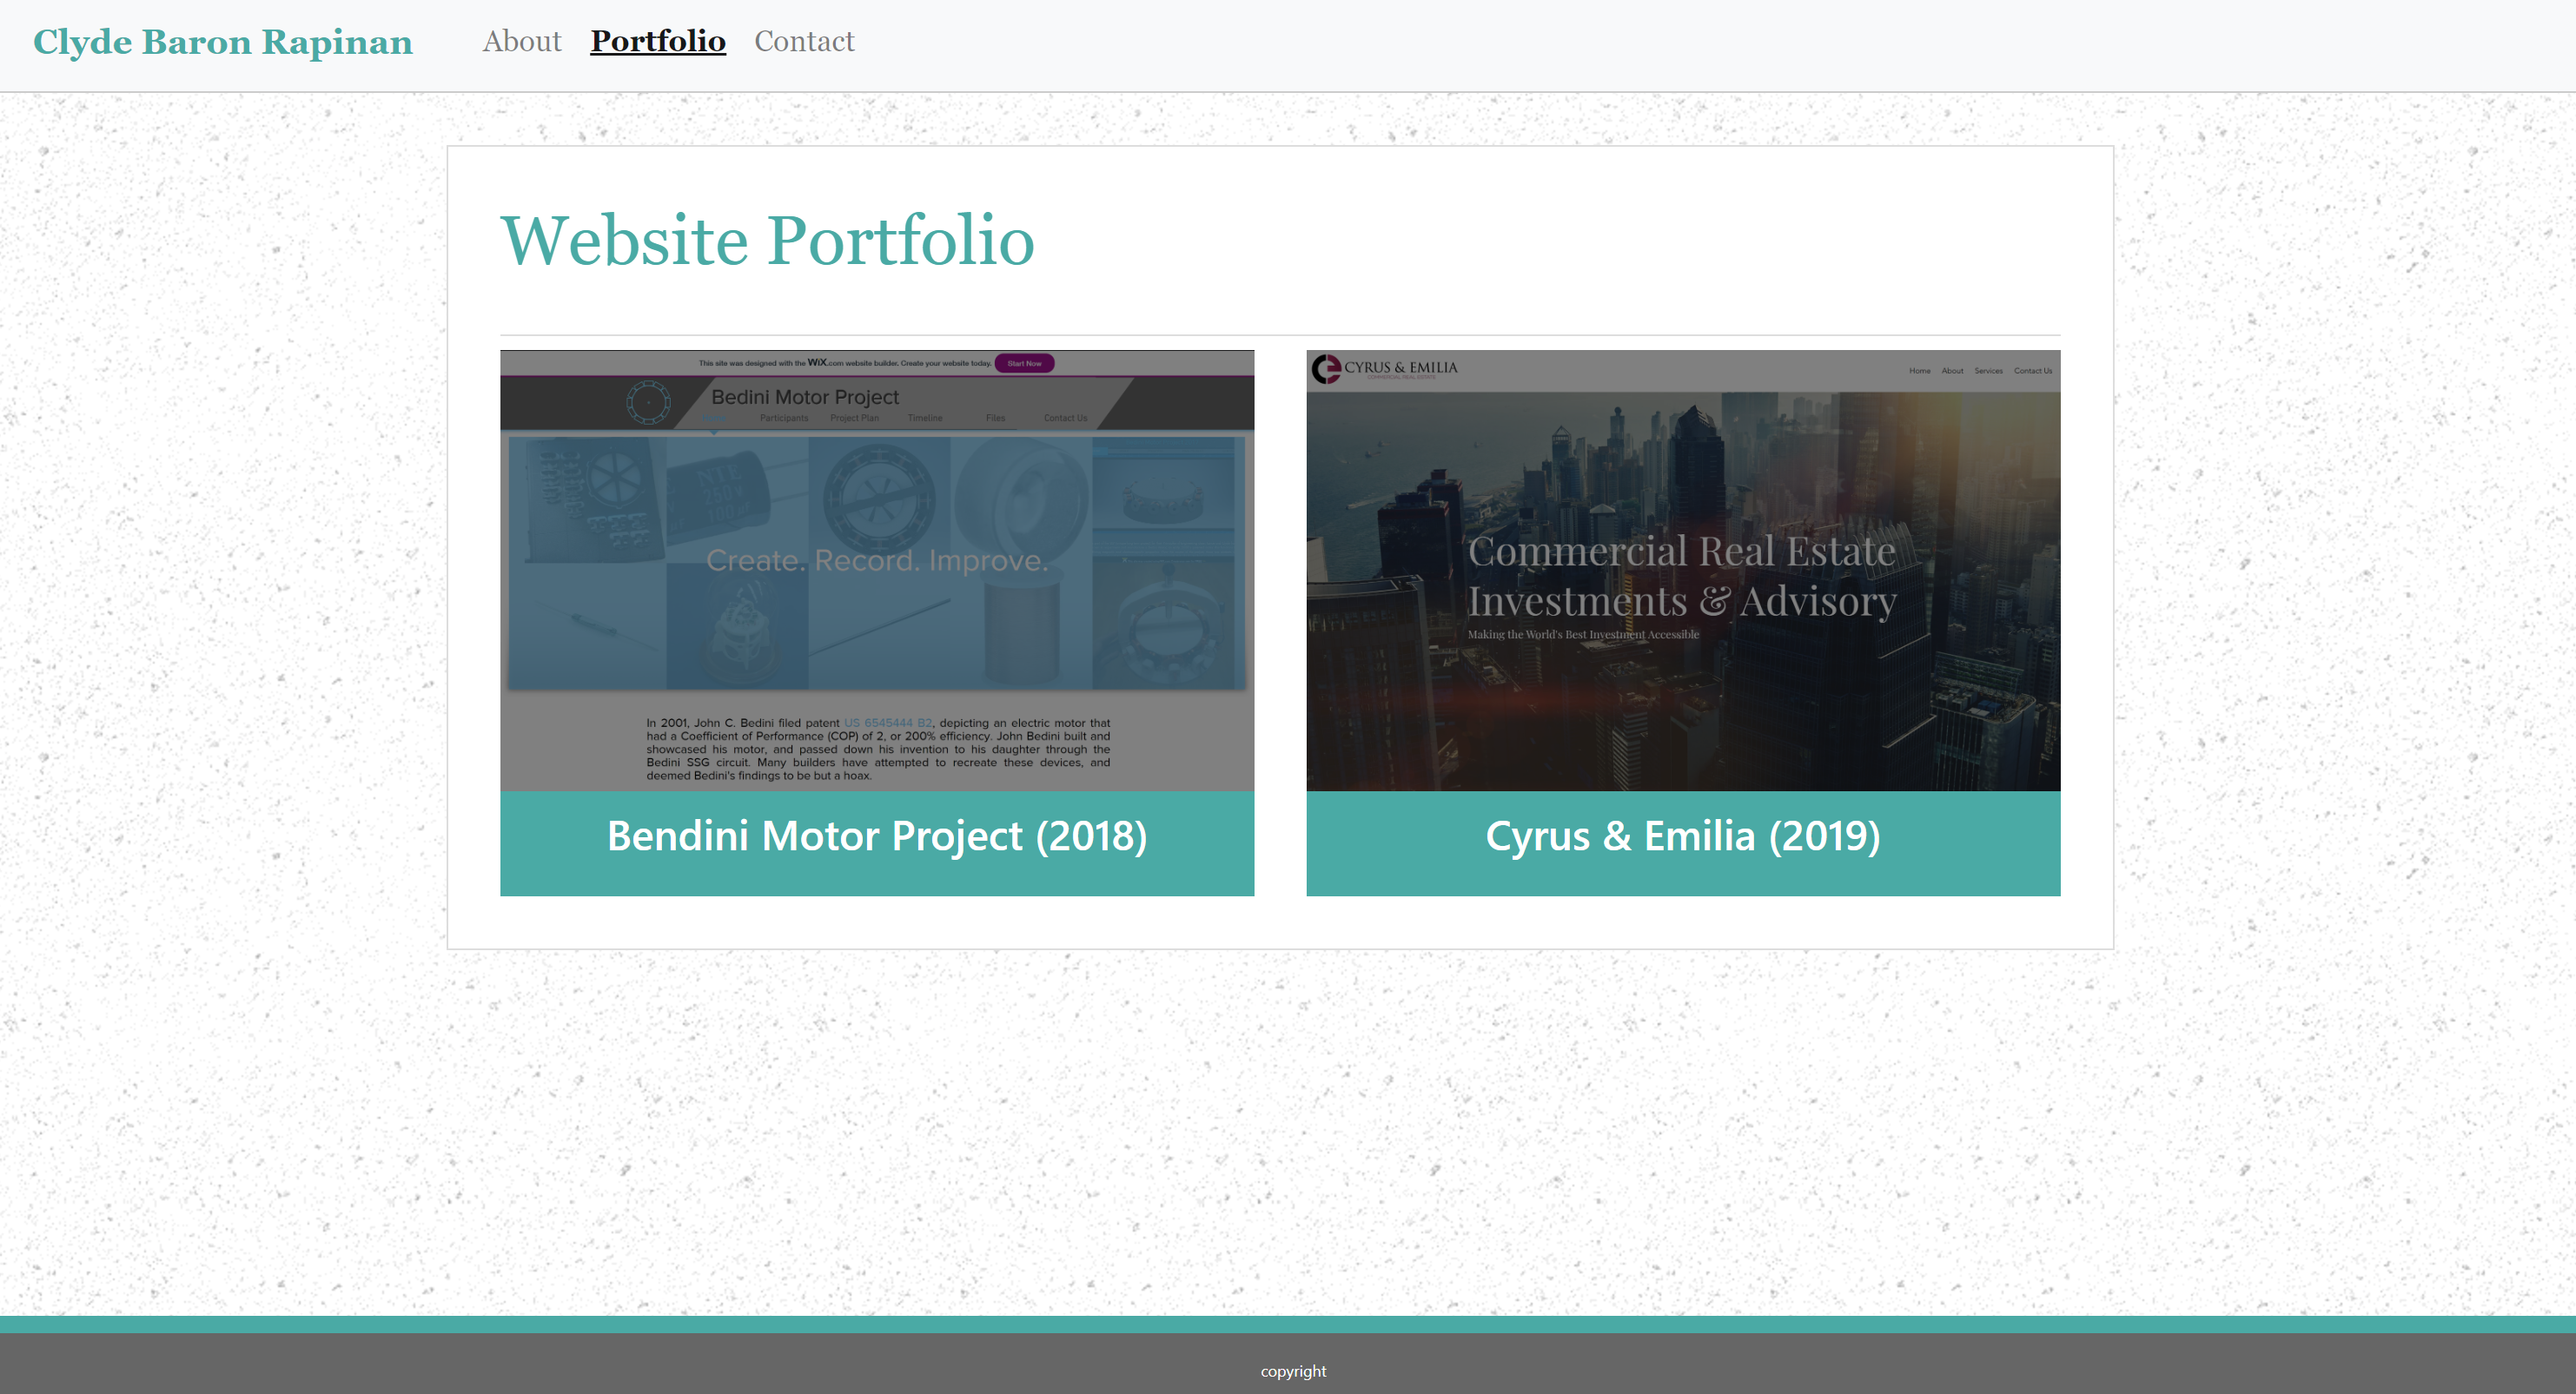 Clyde Baron Rapinan
About Portfolio Contact
Website Portfolio
This site was designed with the WiX.com website builder. Create your website today. Start Now
Bedini Motor Project
Participants Project Plan Timeline Files Contact Us
Create. Record. Improve.
In 2001, John C. Bedini filed patent US 6545444 B2, depicting an electric motor that
had a Coefficient of Performance (COP) of 2, or 200% efficiency. John Bedini built and
showcased his motor, and passed down his invention to his daughter through the
Bedini SSG circuit. Many builders have attempted to recreate these devices, and
deemed Bedini's findings to be but a hoax.
Bendini Motor Project (2018)
CYRUS & EMILIA
COMMERCIAL REAL ESTATE
Home About Services Contact Us
Commercial Real Estate
Investments & Advisory
Making the World's Best Investment Accessible
Cyrus & Emilia (2019)
copyright